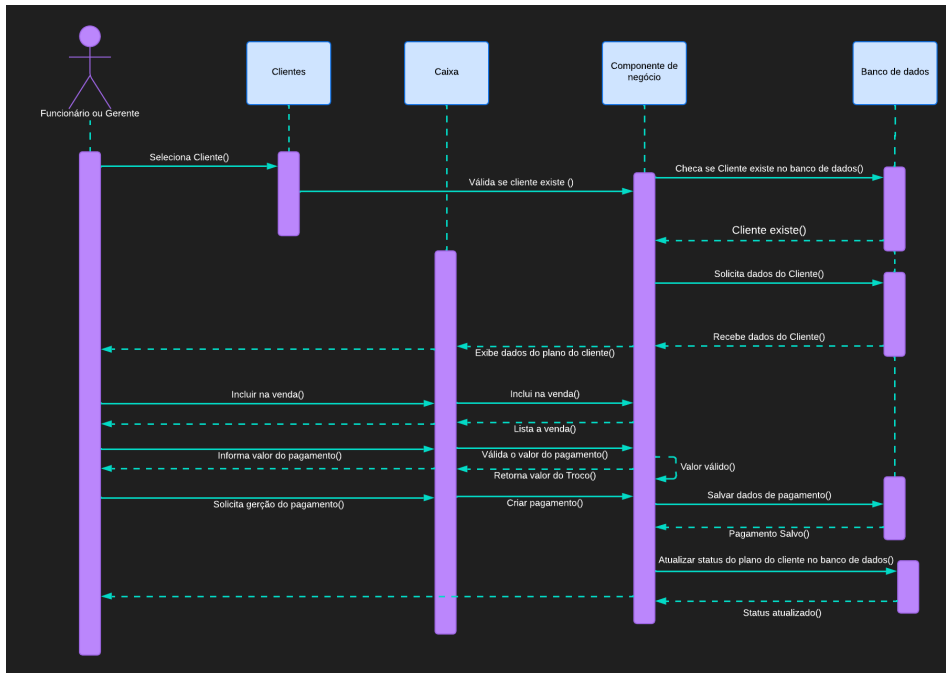 Funcionário ou Gerente
Clientes
Caixa
Componente de
negócio
Banco de dados
Seleciona Cliente()
Válida se cliente existe ()
Checa se Cliente existe no banco de dados()
Cliente existe()
Solicita dados do Cliente()
Recebe dados do Cliente()
Exibe dados do plano do cliente()
Incluir na venda()
Inclui na venda()
Lista a venda()
Informa valor do pagamento()
Válida o valor do pagamento()
Valor válido()
Retorna valor do Troco()
Solicita gerção do pagamento()
Criar pagamento()
Salvar dados de pagamento()
Pagamento Salvo()
Atualizar status do plano do cliente no banco de dados()
Status atualizado()